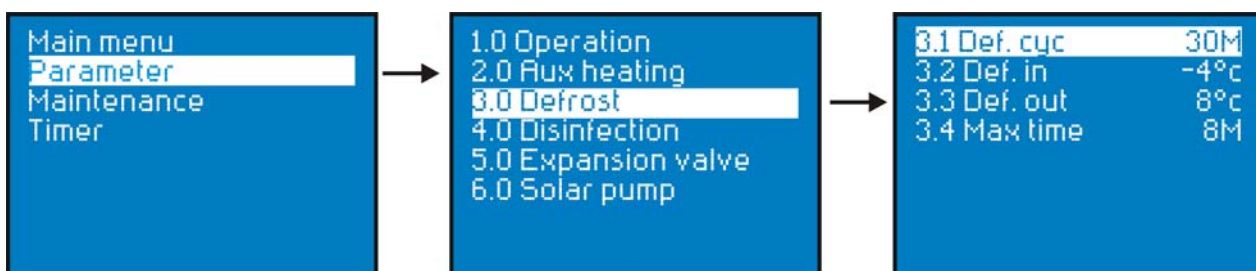 Main menu
Parameter
Maintenance
Timer
1.0 Operation
2.0 Aux heating
3.0 Defrost
4.0 Disinfection
5.0 Expansion valve
6.0 Solar pump
3.1 Def. cyc 30M
3.2 Def. in -4°c
3.3 Def. out 8°c
3.4 Max time 8M